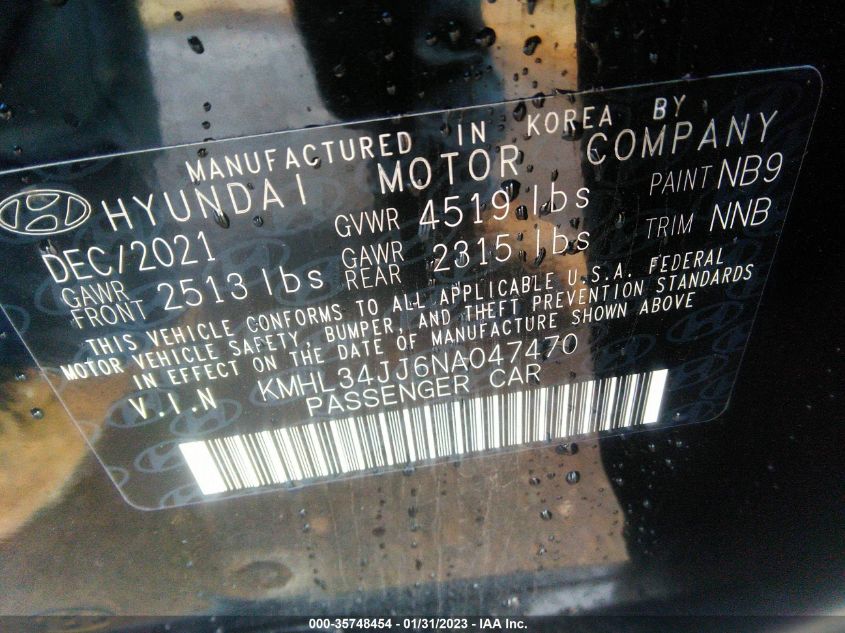 MANUFACTURED IN KOREA BY
HYUNDAI MOTOR COMPANY
DEC/2021 GVWR 4519 lbs PAINT NB9
GAWR FRONT 2513 lbs GAWR REAR 2315 lbs TRIM NNB
THIS VEHICLE CONFORMS TO ALL APPLICABLE U.S.A. FEDERAL
MOTOR VEHICLE SAFETY, BUMPER, AND THEFT PREVENTION STANDARDS
IN EFFECT ON THE DATE OF MANUFACTURE SHOWN ABOVE
V.I.N KMHL34JJ6NA047470
PASSENGER CAR
000-35748454 - 01/31/2023 - IAA Inc.